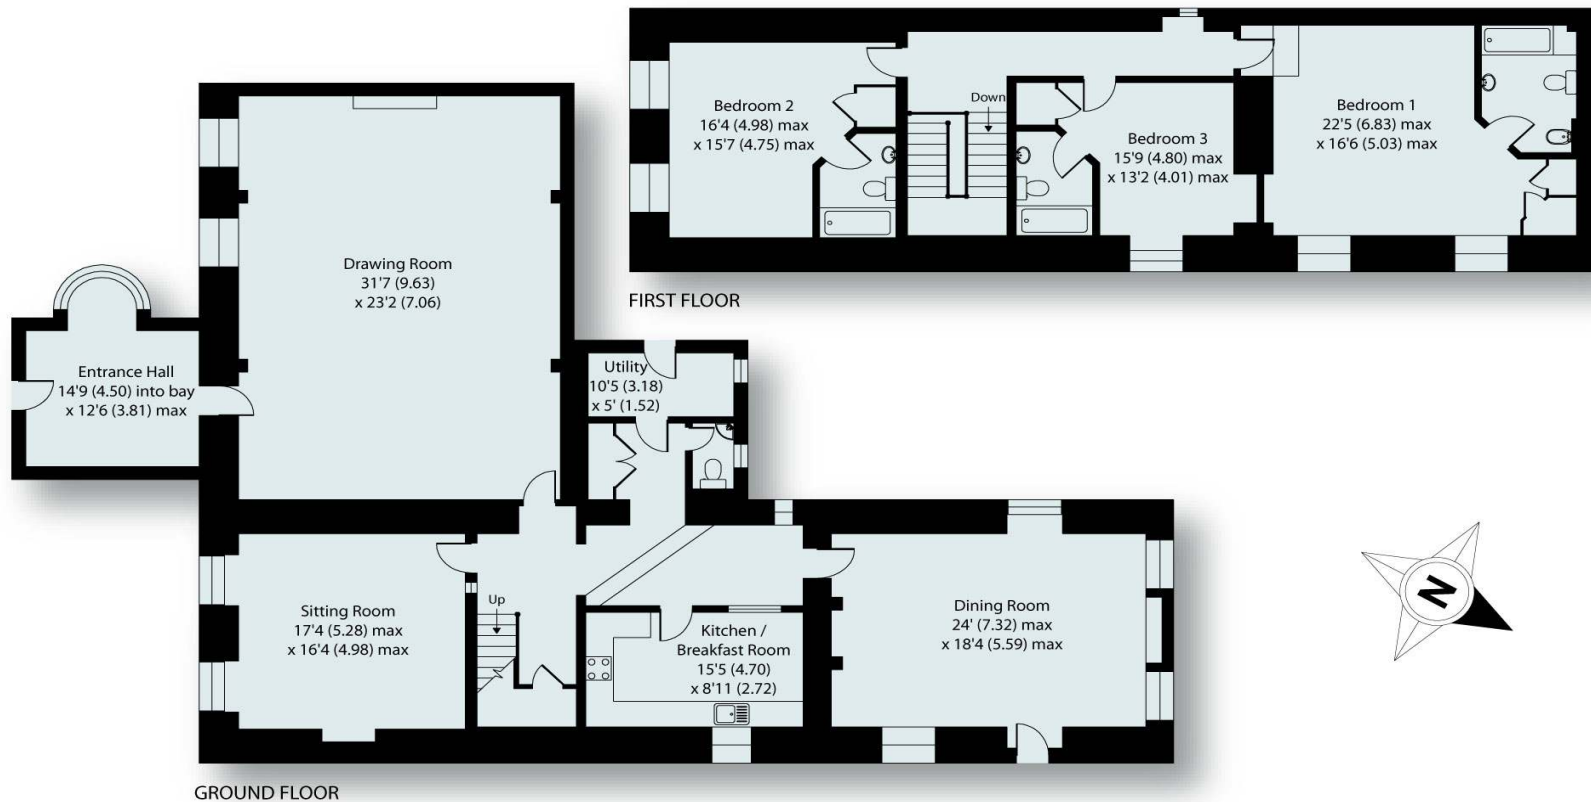 Bedroom 2
16'4 (4.98) max
x 15'7 (4.75) max
Down
Bedroom 3
15'9 (4.80) max
x 13'2 (4.01) max
Bedroom 1
22'5 (6.83) max
x 16'6 (5.03) max
FIRST FLOOR
Drawing Room
31'7 (9.63)
x 23'2 (7.06)
Entrance Hall
14'9 (4.50) into bay
x 12'6 (3.81) max
Utility
10'5 (3.18)
x 5' (1.52)
Sitting Room
17'4 (5.28) max
x 16'4 (4.98) max
Up
Kitchen /
Breakfast Room
15'5 (4.70)
x 8'11 (2.72)
Dining Room
24' (7.32) max
x 18'4 (5.59) max
N
GROUND FLOOR